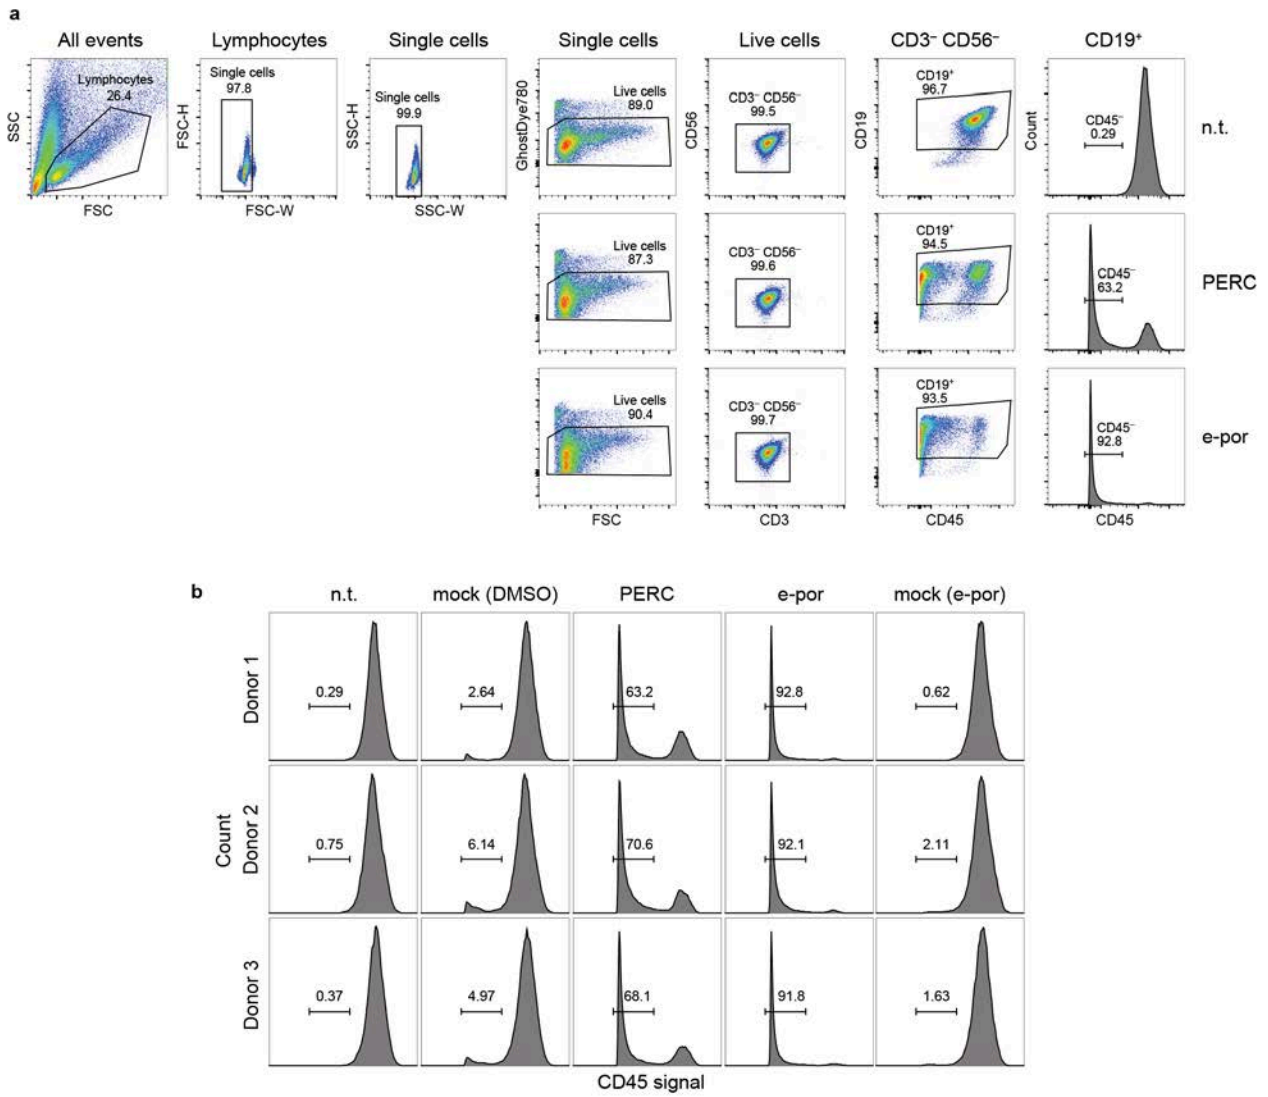 a
All events
Lymphocytes
Single cells
Single cells
Live cells
CD3⁻ CD56⁻
CD19⁺
SSC
Lymphocytes
26.4
FSC
FSC-H
Single cells
97.8
FSC-W
SSC-H
Single cells
99.9
SSC-W
GhostDye780
Live cells
89.0
CD56
CD3⁻ CD56⁻
99.5
CD19
CD19⁺
96.7
Count
CD45⁻
0.29
n.t.
Live cells
87.3
CD3⁻ CD56⁻
99.6
CD19⁺
94.5
CD45⁻
63.2
PERC
Live cells
90.4
CD3⁻ CD56⁻
99.7
CD19⁺
93.5
CD45⁻
92.8
e-por
FSC
CD3
CD45
CD45
b
n.t.
mock (DMSO)
PERC
e-por
mock (e-por)
Donor 1
0.29
2.64
63.2
92.8
0.62
Count
Donor 2
0.75
6.14
70.6
92.1
2.11
Donor 3
0.37
4.97
68.1
91.8
1.63
CD45 signal